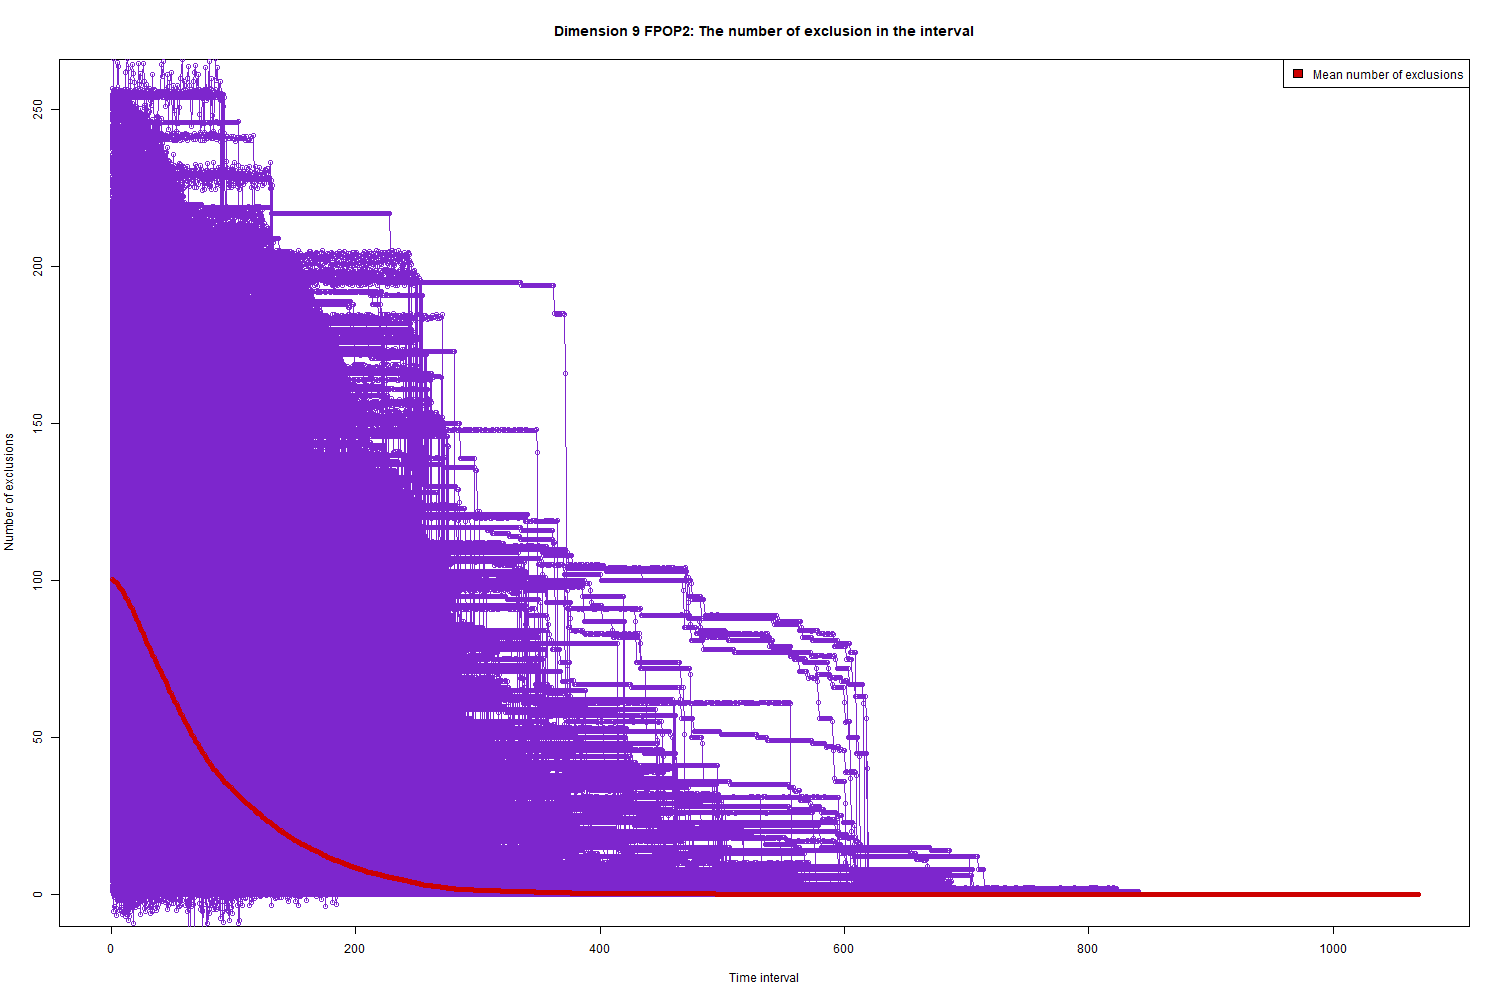 Dimension 9 FPOP2: The number of exclusion in the interval
Mean number of exclusions
Number of exclusions
250
200
150
100
50
0
0 200 400 600 800 1000
Time interval